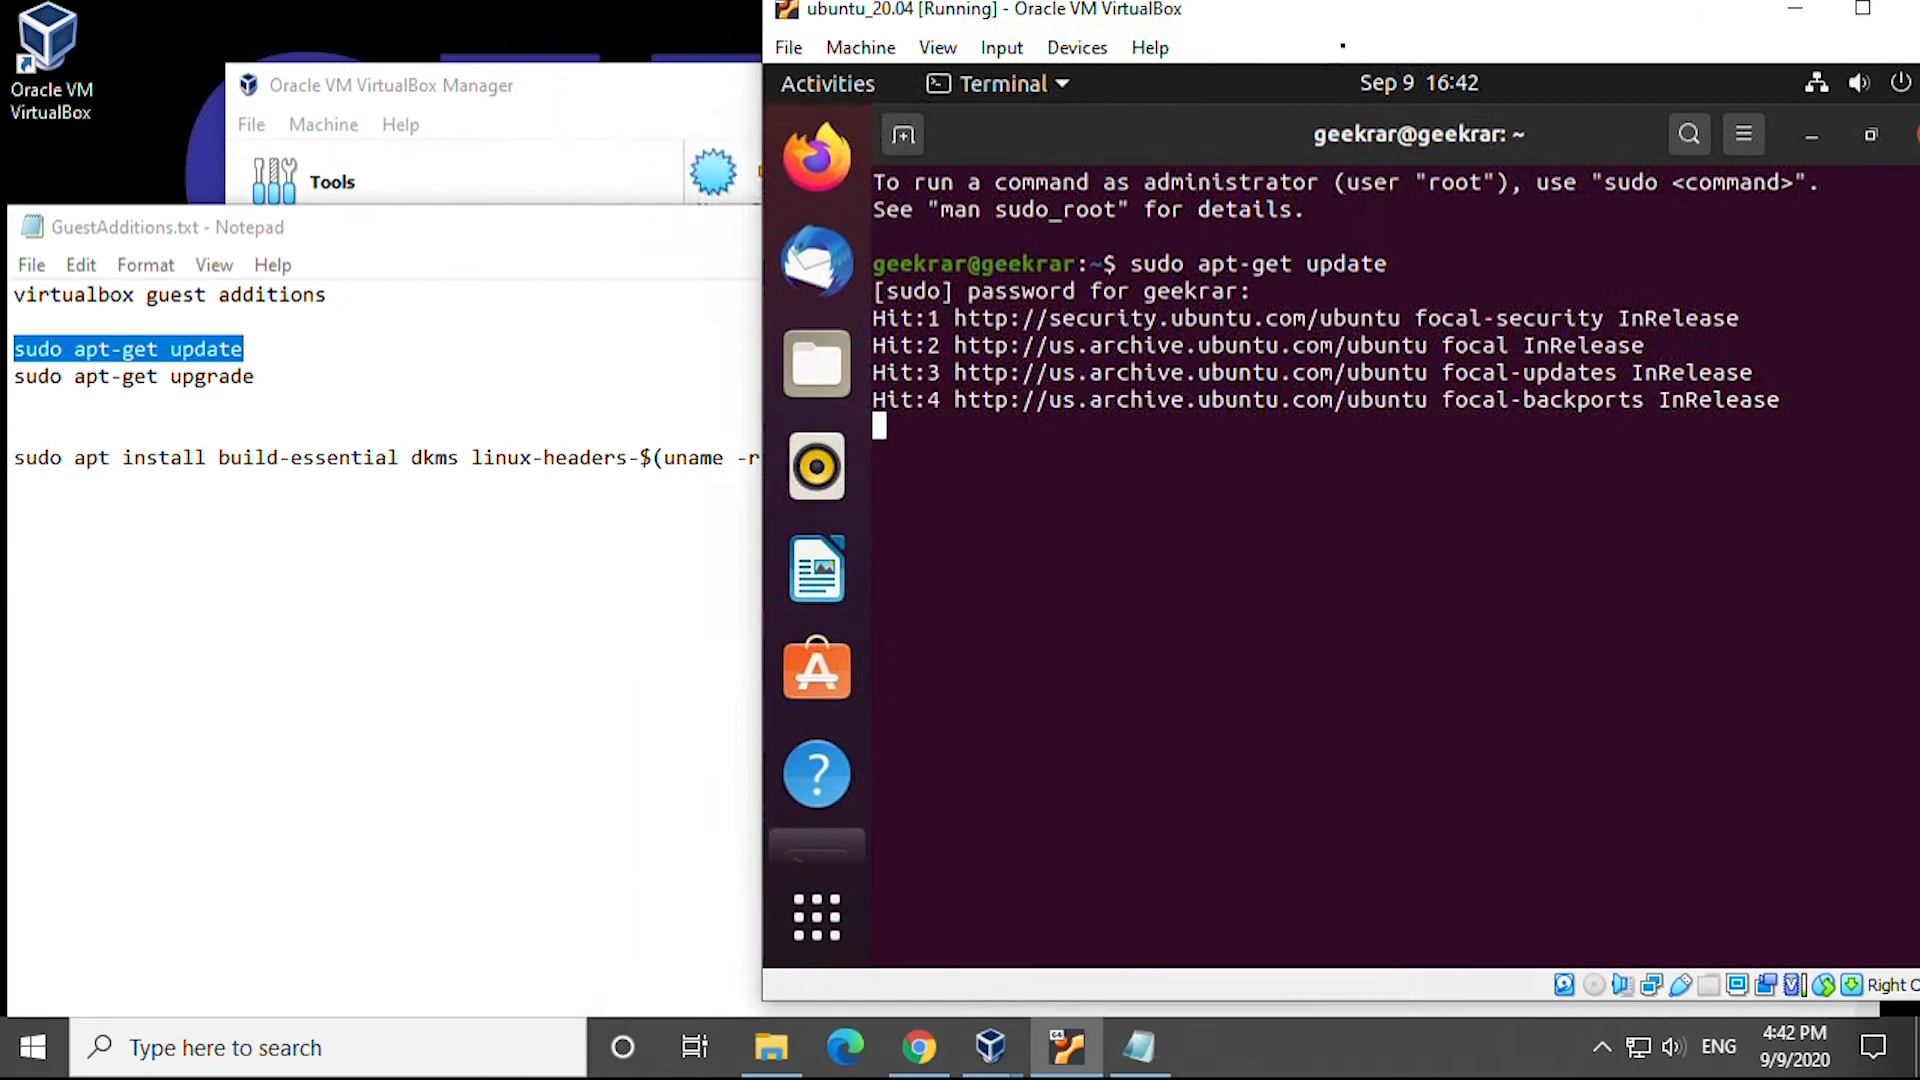 Oracle VM
VirtualBox
Oracle VM VirtualBox Manager
File Machine Help
Tools
GuestAdditions.txt - Notepad
File Edit Format View Help
virtualbox guest additions
sudo apt-get update
sudo apt-get upgrade
sudo apt install build-essential dkms linux-headers-$(uname -r
ubuntu_20.04 [Running] - Oracle VM VirtualBox
File Machine View Input Devices Help
Activities Terminal Sep 9 16:42
geekrar@geekrar: ~
To run a command as administrator (user "root"), use "sudo <command>".
See "man sudo_root" for details.
geekrar@geekrar:~$ sudo apt-get update
[sudo] password for geekrar:
Hit:1 http://security.ubuntu.com/ubuntu focal-security InRelease
Hit:2 http://us.archive.ubuntu.com/ubuntu focal InRelease
Hit:3 http://us.archive.ubuntu.com/ubuntu focal-updates InRelease
Hit:4 http://us.archive.ubuntu.com/ubuntu focal-backports InRelease
Right C
Type here to search
ENG
4:42 PM
9/9/2020